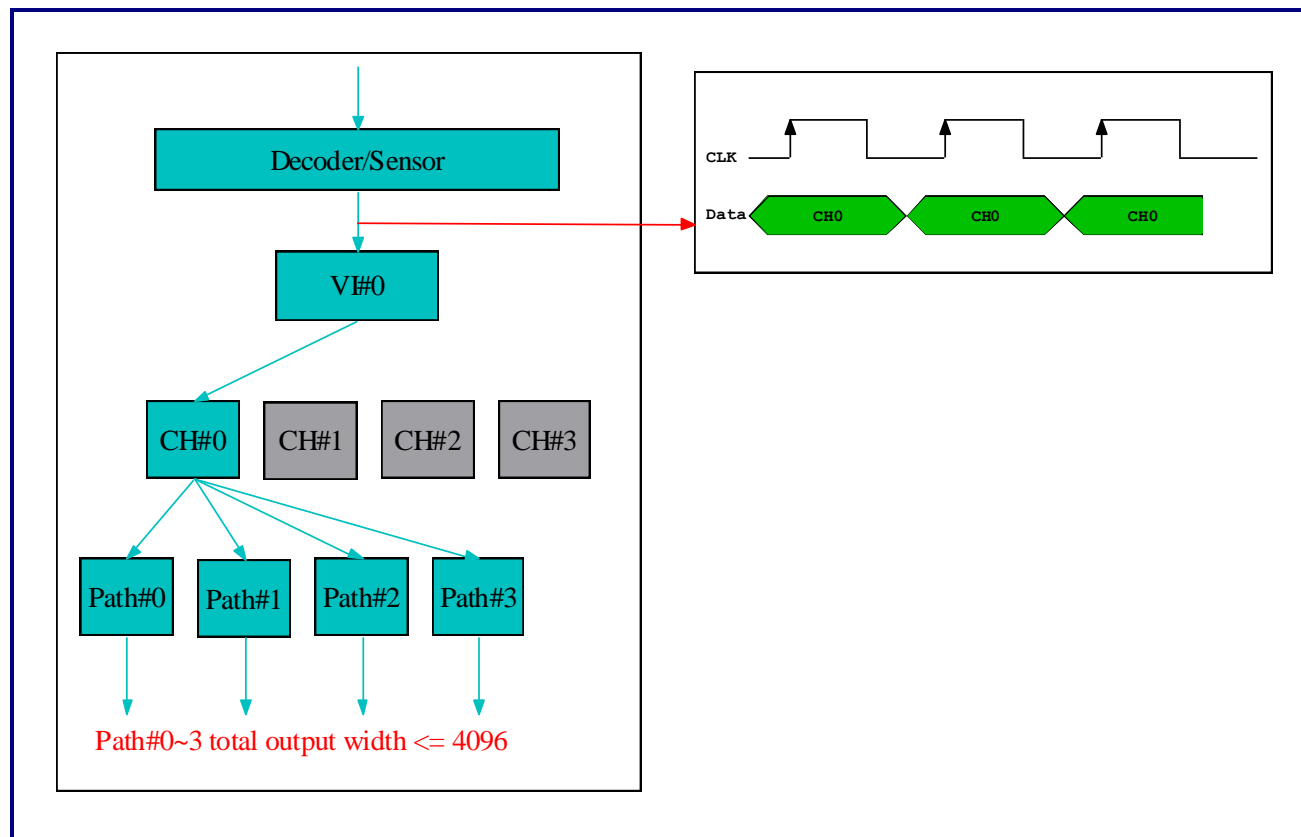 Decoder/Sensor
VI#0
CH#0
CH#1
CH#2
CH#3
Path#0
Path#1
Path#2
Path#3
Path#0~3 total output width <= 4096
CLK
Data
CH0
CH0
CH0